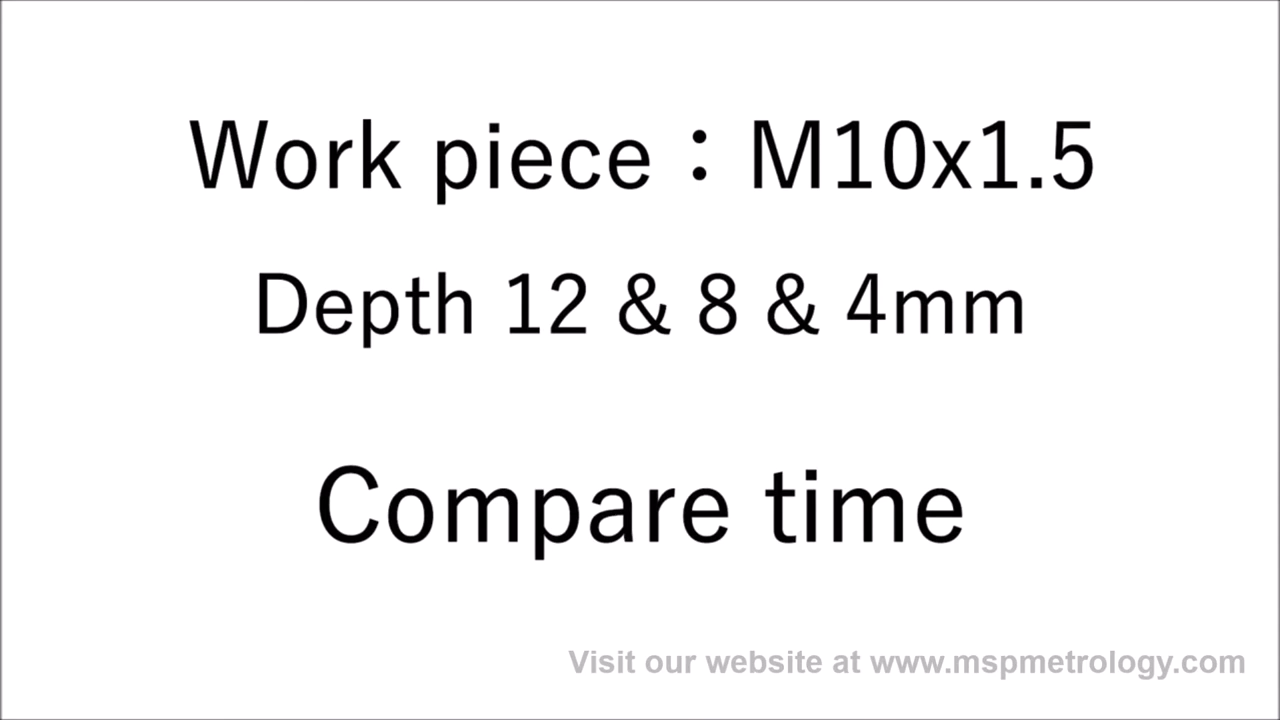 Work piece：M10x1.5
Depth 12 & 8 & 4mm
Compare time
Visit our website at www.mspmetrology.com